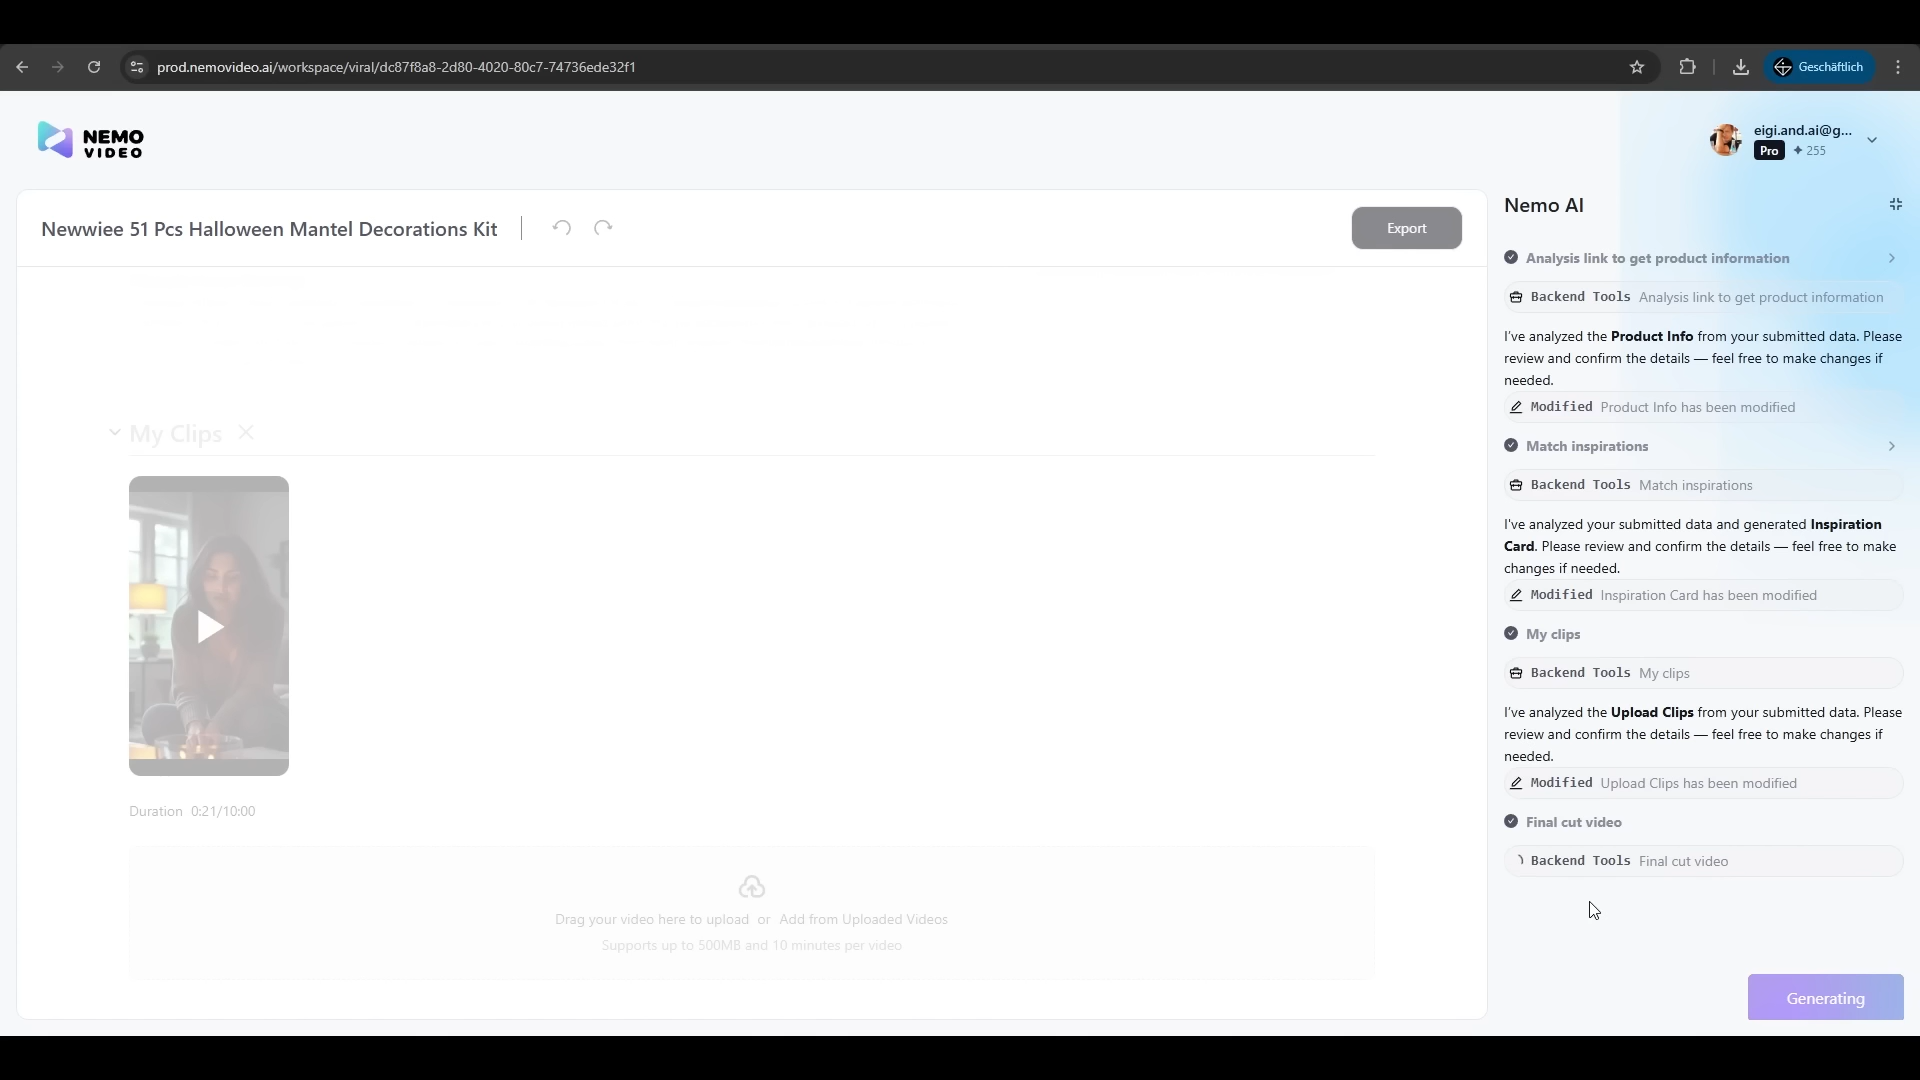 prod.nemovideo.ai/workspace/viral/dc87f8a8-2d80-4020-80c7-74736ede32f1
Geschäftlich
NEMO
VIDEO
eigi.and.ai@g...
Pro
255
Newwiee 51 Pcs Halloween Mantel Decorations Kit
Export
My Clips
Duration 0:21/10:00
Drag your video here to upload or Add from Uploaded Videos
Supports up to 500MB and 10 minutes per video
Nemo AI
Analysis link to get product information
Backend Tools Analysis link to get product information
I've analyzed the Product Info from your submitted data. Please
review and confirm the details — feel free to make changes if
needed.
Modified Product Info has been modified
Match inspirations
Backend Tools Match inspirations
I've analyzed your submitted data and generated Inspiration
Card. Please review and confirm the details — feel free to make
changes if needed.
Modified Inspiration Card has been modified
My clips
Backend Tools My clips
I've analyzed the Upload Clips from your submitted data. Please
review and confirm the details — feel free to make changes if
needed.
Modified Upload Clips has been modified
Final cut video
Backend Tools Final cut video
Generating